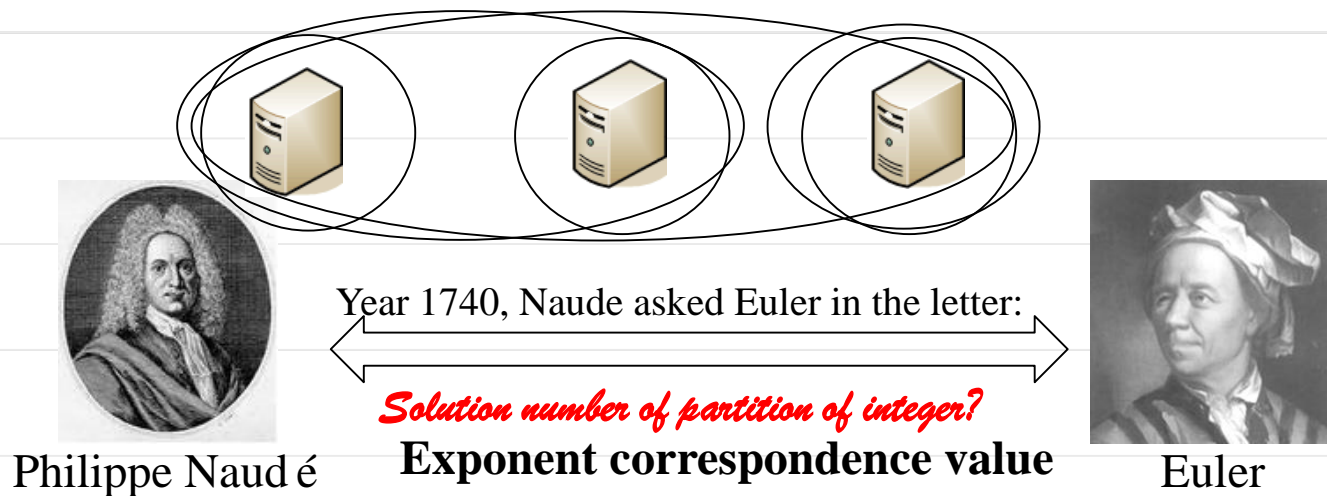 Year 1740, Naude asked Euler in the letter:
Solution number of partition of integer?
Exponent correspondence value
Philippe Naud é
Euler